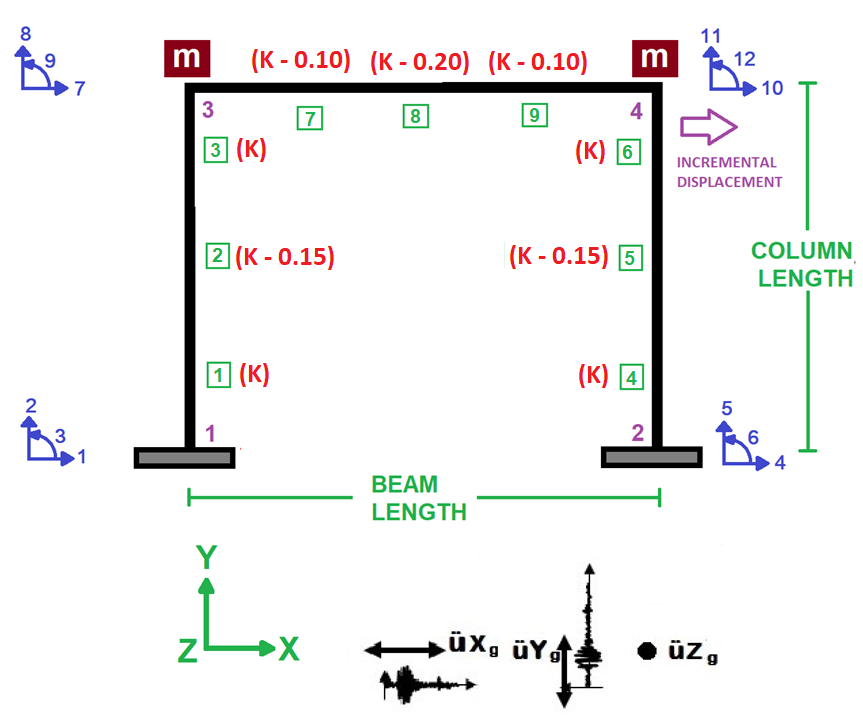 8
9
7
m
(K - 0.10) (K - 0.20) (K - 0.10)
m
11
12
10
3
7
8
9
4
3 (K)
(K) 6
INCREMENTAL
DISPLACEMENT
2 (K - 0.15)
(K - 0.15) 5
COLUMN
LENGTH
1 (K)
(K) 4
2
3
1
1
2
5
6
4
BEAM
LENGTH
Y
Z
X
üXg
üYg
üZg